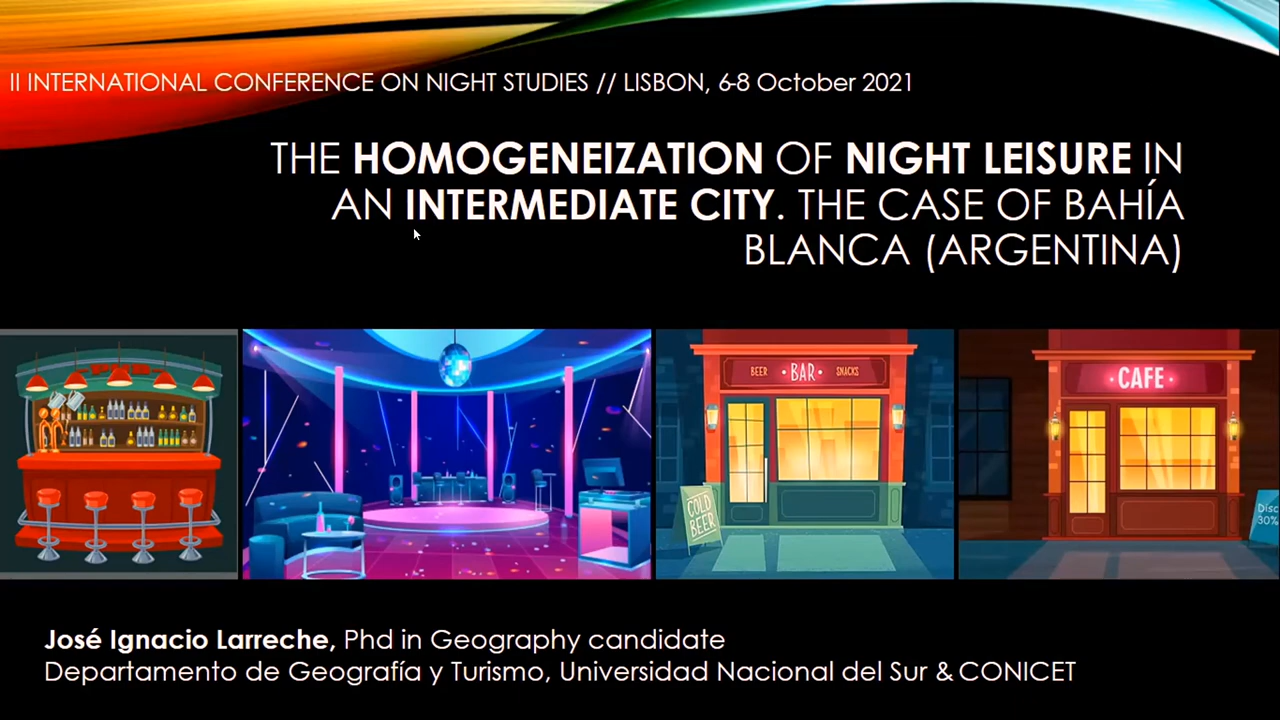 II INTERNATIONAL CONFERENCE ON NIGHT STUDIES // LISBON, 6-8 October 2021
THE HOMOGENEIZATION OF NIGHT LEISURE IN
AN INTERMEDIATE CITY. THE CASE OF BAHÍA
BLANCA (ARGENTINA)
BEER • BAR • SNACKS
COLD
BEER
• CAFE •
30%
José Ignacio Larreche, Phd in Geography candidate
Departamento de Geografía y Turismo, Universidad Nacional del Sur & CONICET